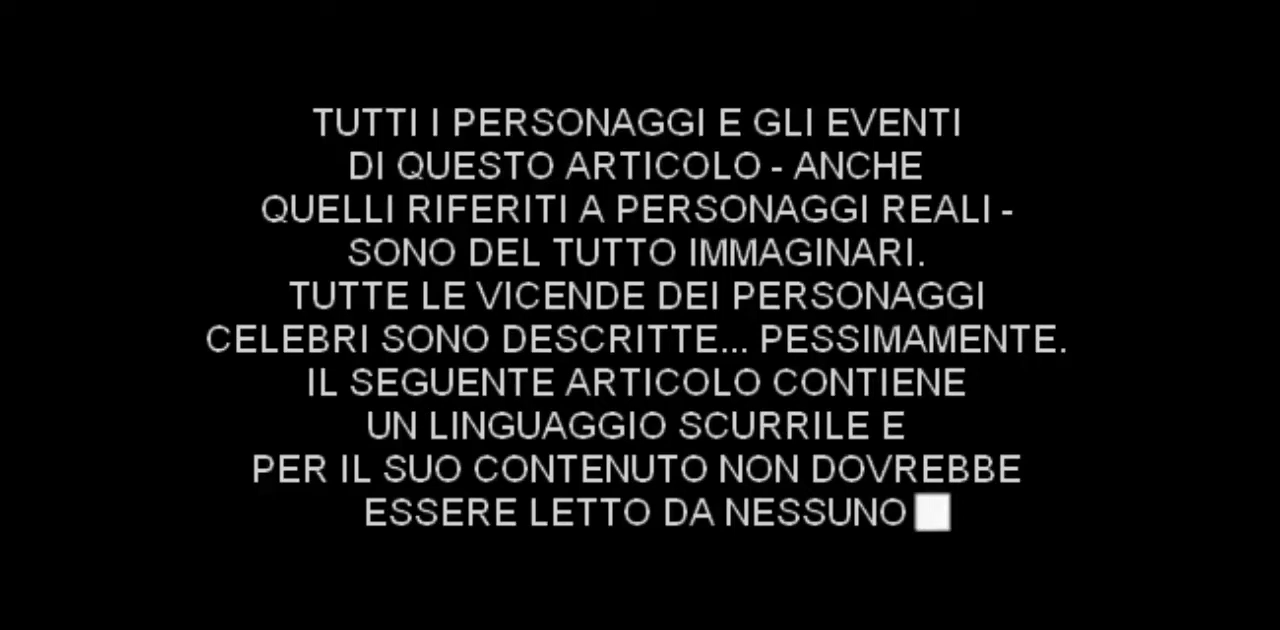 TUTTI I PERSONAGGI E GLI EVENTI
DI QUESTO ARTICOLO - ANCHE
QUELLI RIFERITI A PERSONAGGI REALI -
SONO DEL TUTTO IMMAGINARI.
TUTTE LE VICENDE DEI PERSONAGGI
CELEBRI SONO DESCRITTE... PESSIMAMENTE.
IL SEGUENTE ARTICOLO CONTIENE
UN LINGUAGGIO SCURRILE E
PER IL SUO CONTENUTO NON DOVREBBE
ESSERE LETTO DA NESSUNO